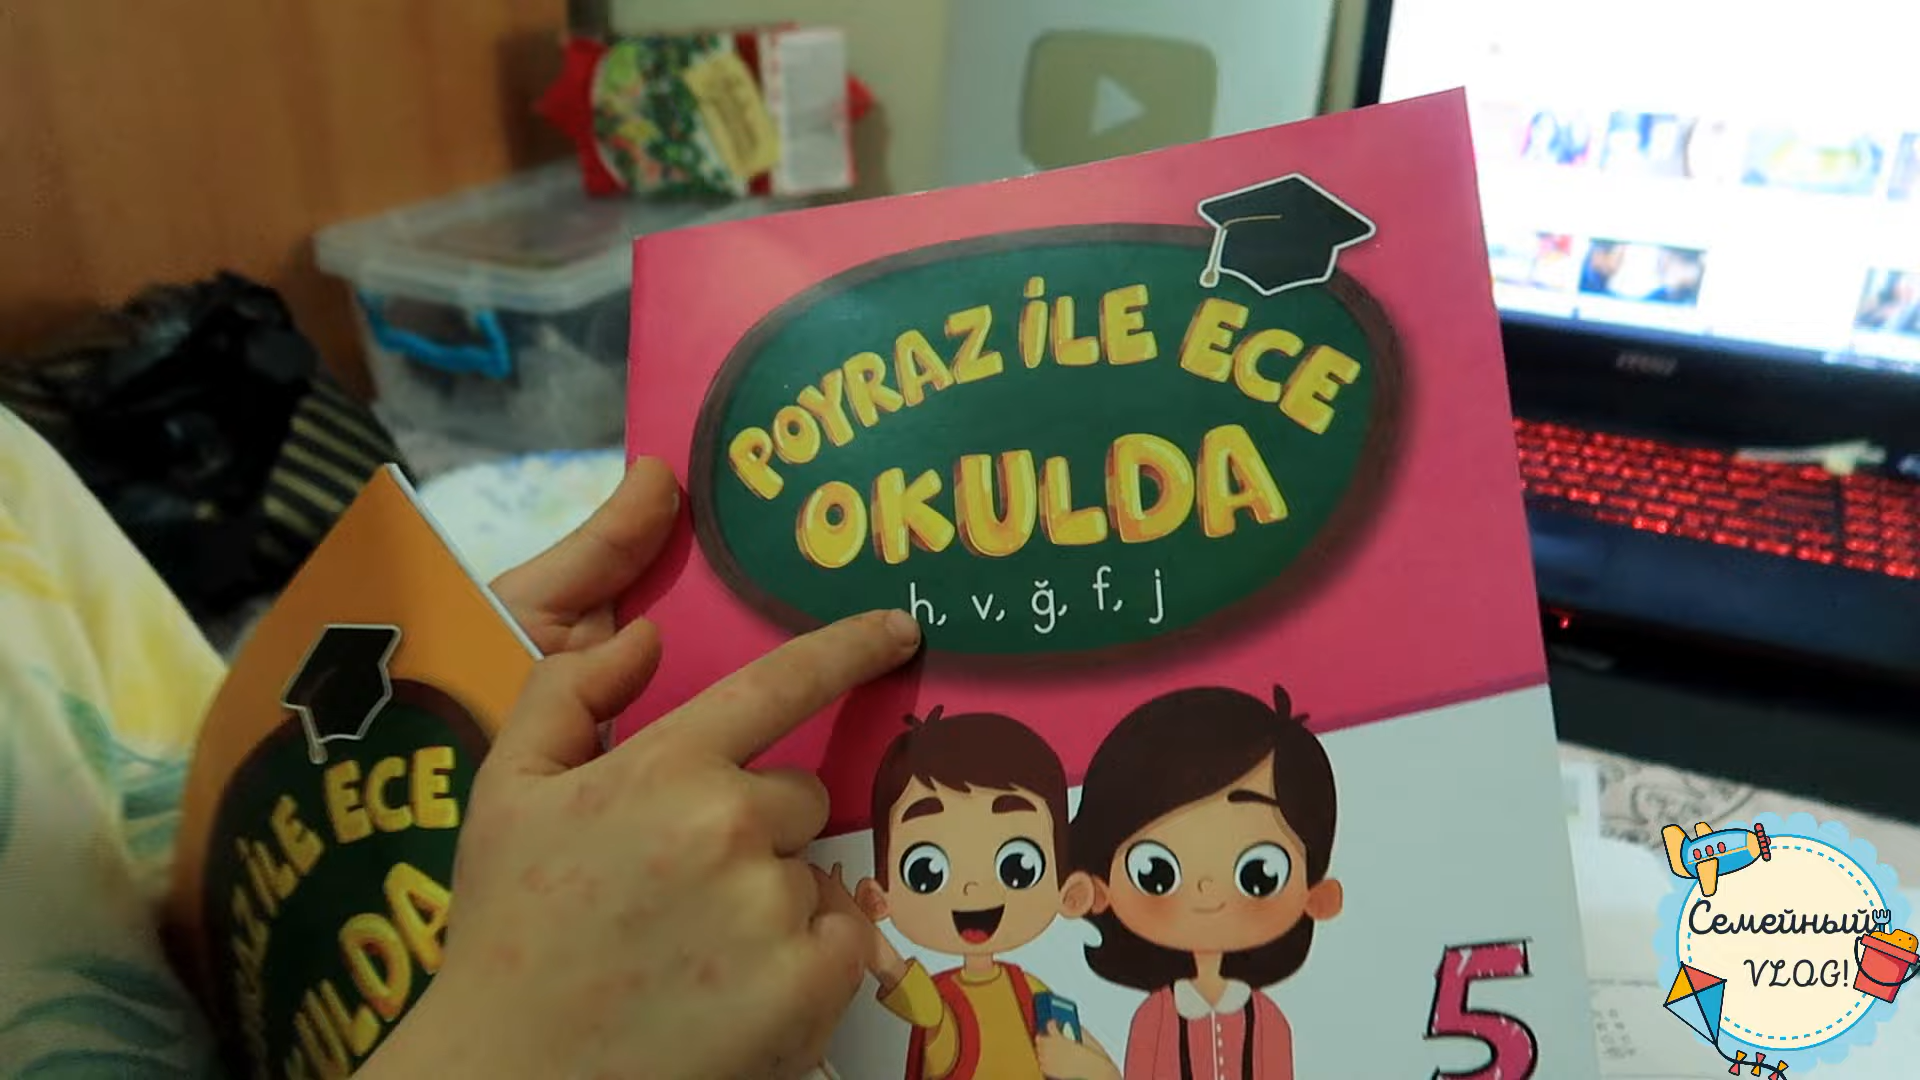 POYRAZ İLE ECE
OKULDA
h, v, ğ, f, j
5
İLE ECE
Семейный
VLOG!